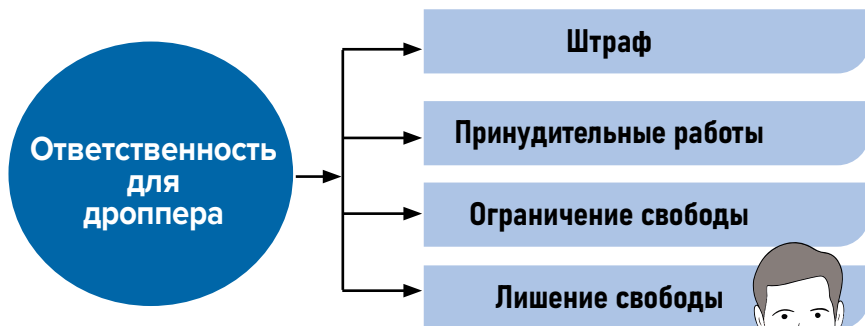 Ответственность
для
дроппера
Штраф
Принудительные работы
Ограничение свободы
Лишение свободы